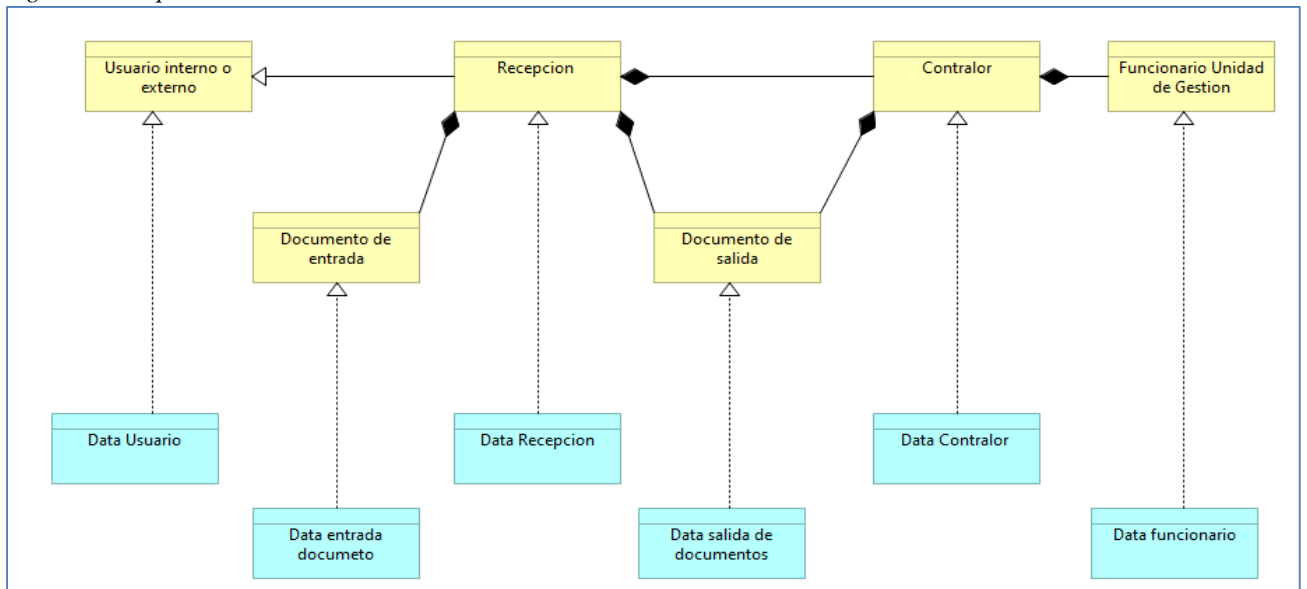 Usuario interno o
externo
Recepcion
Contralor
Funcionario Unidad
de Gestion
Documento de
entrada
Documento de
salida
Data Usuario
Data Recepcion
Data Contralor
Data entrada
documeto
Data salida de
documentos
Data funcionario